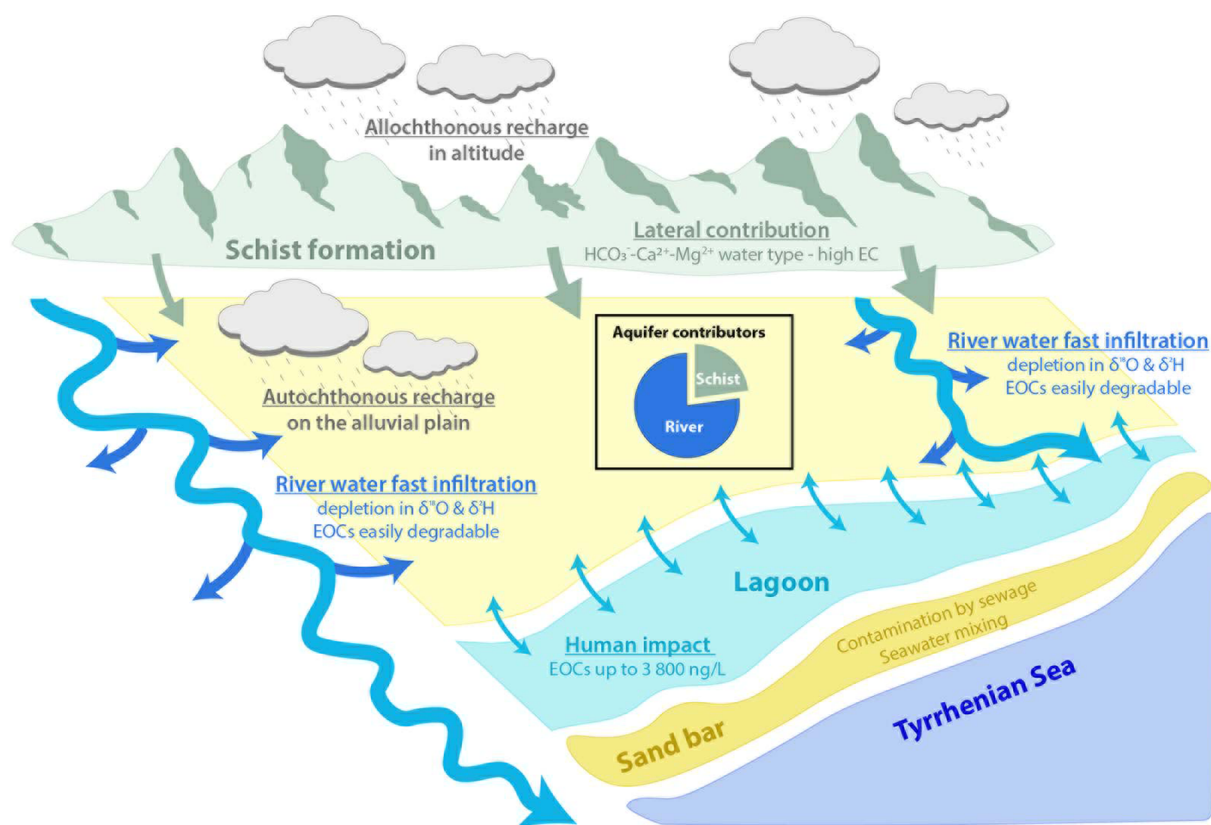 Allochthonous recharge
in altitude
Schist formation
Lateral contribution
HCO₃⁻-Ca²⁺-Mg²⁺ water type - high EC
Aquifer contributors
Schist
River
River water fast infiltration
depletion in δ¹⁸O & δ²H
EOCs easily degradable
Autochthonous recharge
on the alluvial plain
River water fast infiltration
depletion in δ¹⁸O & δ²H
EOCs easily degradable
Lagoon
Human impact
EOCs up to 3 800 ng/L
Contamination by sewage
Seawater mixing
Sand bar
Tyrrhenian Sea